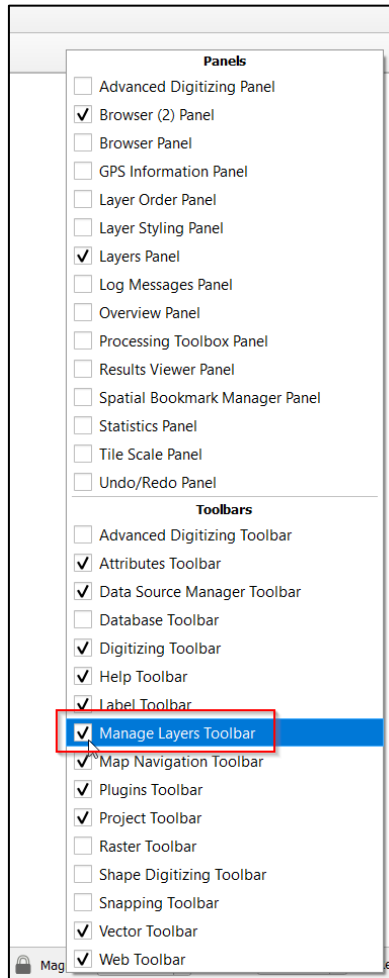 Panels
Advanced Digitizing Panel
Browser (2) Panel
Browser Panel
GPS Information Panel
Layer Order Panel
Layer Styling Panel
Layers Panel
Log Messages Panel
Overview Panel
Processing Toolbox Panel
Results Viewer Panel
Spatial Bookmark Manager Panel
Statistics Panel
Tile Scale Panel
Undo/Redo Panel
Toolbars
Advanced Digitizing Toolbar
Attributes Toolbar
Data Source Manager Toolbar
Database Toolbar
Digitizing Toolbar
Help Toolbar
Label Toolbar
Manage Layers Toolbar
Map Navigation Toolbar
Plugins Toolbar
Project Toolbar
Raster Toolbar
Shape Digitizing Toolbar
Snapping Toolbar
Vector Toolbar
Mag
Web Toolbar